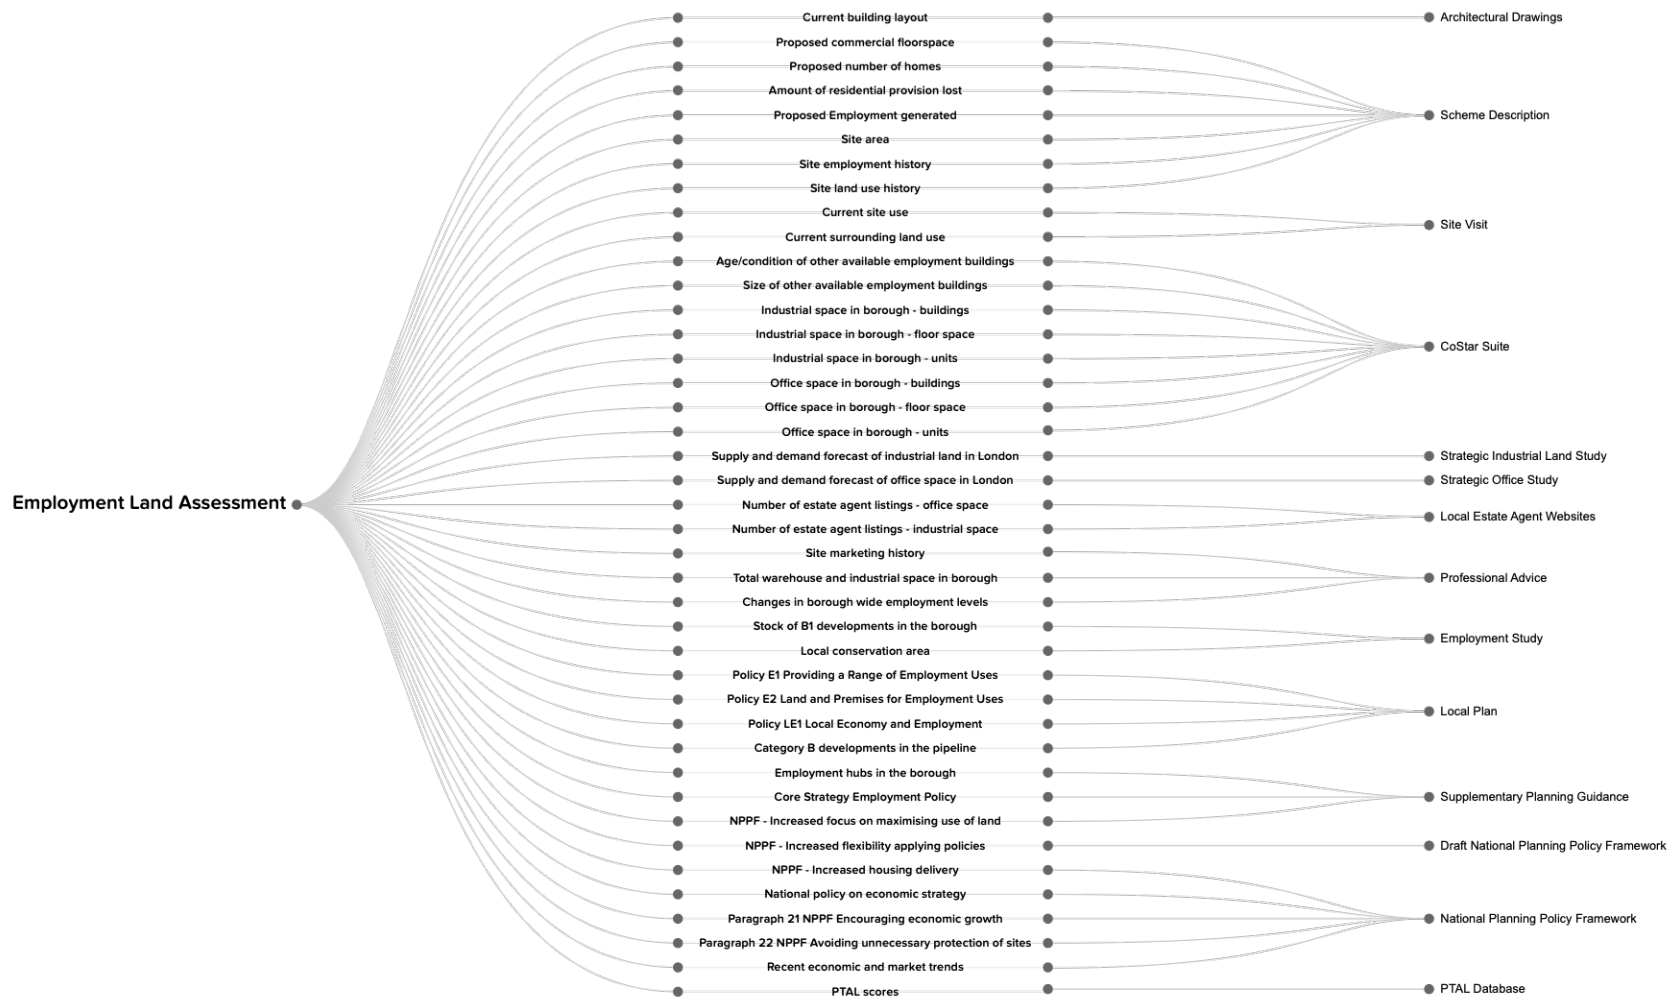 Current building layout
Architectural Drawings
Proposed commercial floorspace
Proposed number of homes
Amount of residential provision lost
Proposed Employment generated
Scheme Description
Site area
Site employment history
Site land use history
Current site use
Site Visit
Current surrounding land use
Age/condition of other available employment buildings
Size of other available employment buildings
Industrial space in borough - buildings
Industrial space in borough - floor space
CoStar Suite
Industrial space in borough - units
Office space in borough - buildings
Office space in borough - floor space
Office space in borough - units
Supply and demand forecast of industrial land in London
Strategic Industrial Land Study
Supply and demand forecast of office space in London
Strategic Office Study
Employment Land Assessment
Number of estate agent listings - office space
Local Estate Agent Websites
Number of estate agent listings - industrial space
Site marketing history
Total warehouse and industrial space in borough
Professional Advice
Changes in borough wide employment levels
Stock of B1 developments in the borough
Employment Study
Local conservation area
Policy E1 Providing a Range of Employment Uses
Policy E2 Land and Premises for Employment Uses
Local Plan
Policy LE1 Local Economy and Employment
Category B developments in the pipeline
Employment hubs in the borough
Core Strategy Employment Policy
Supplementary Planning Guidance
NPPF - Increased focus on maximising use of land
NPPF - Increased flexibility applying policies
Draft National Planning Policy Framework
NPPF - Increased housing delivery
National policy on economic strategy
Paragraph 21 NPPF Encouraging economic growth
National Planning Policy Framework
Paragraph 22 NPPF Avoiding unnecessary protection of sites
Recent economic and market trends
PTAL scores
PTAL Database